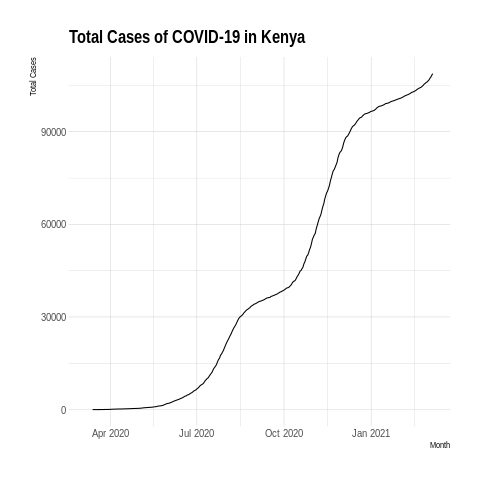 Total Cases of COVID-19 in Kenya
Total Cases
90000
60000
30000
0
Apr 2020
Jul 2020
Oct 2020
Jan 2021
Month